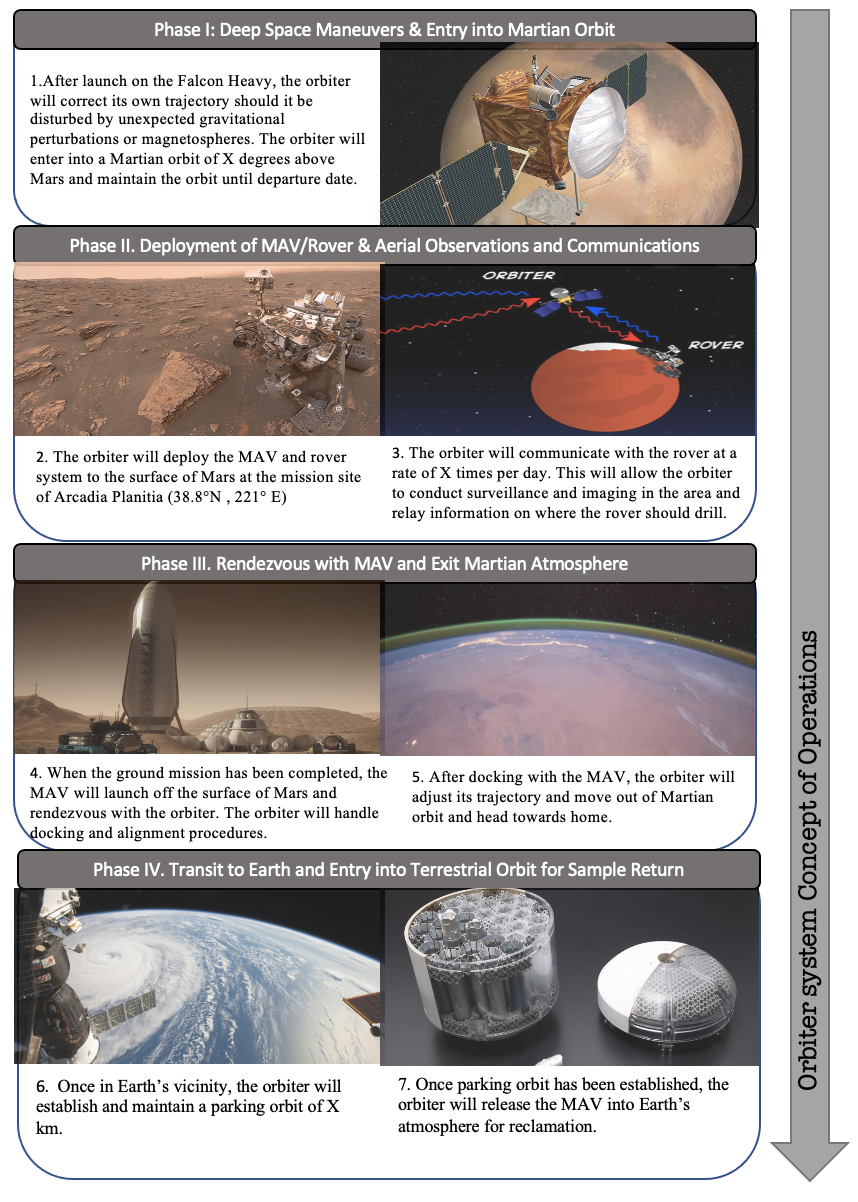 Phase I: Deep Space Maneuvers & Entry into Martian Orbit
1.After launch on the Falcon Heavy, the orbiter
will correct its own trajectory should it be
disturbed by unexpected gravitational
perturbations or magnetospheres. The orbiter will
enter into a Martian orbit of X degrees above
Mars and maintain the orbit until departure date.
Phase II. Deployment of MAV/Rover & Aerial Observations and Communications
ORBITER
ROVER
2. The orbiter will deploy the MAV and rover
system to the surface of Mars at the mission site
of Arcadia Planitia (38.8°N , 221° E)
3. The orbiter will communicate with the rover at a
rate of X times per day. This will allow the orbiter
to conduct surveillance and imaging in the area and
relay information on where the rover should drill.
Phase III. Rendezvous with MAV and Exit Martian Atmosphere
4. When the ground mission has been completed, the
MAV will launch off the surface of Mars and
rendezvous with the orbiter. The orbiter will handle
docking and alignment procedures.
5. After docking with the MAV, the orbiter will
adjust its trajectory and move out of Martian
orbit and head towards home.
Phase IV. Transit to Earth and Entry into Terrestrial Orbit for Sample Return
6. Once in Earth's vicinity, the orbiter will
establish and maintain a parking orbit of X
km.
7. Once parking orbit has been established, the
orbiter will release the MAV into Earth's
atmosphere for reclamation.
Orbiter system Concept of Operations